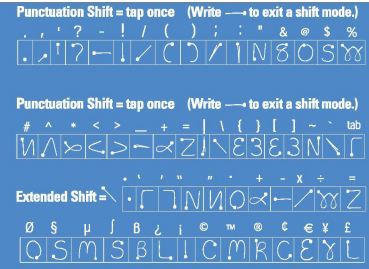 Punctuation Shift = tap once (Write —• to exit a shift mode.)
. , ' ? - ! / ( ) ; : " & @ $ %
Punctuation Shift = tap once (Write —• to exit a shift mode.)
# ^ * < > _ + = | \ { } [ ] ~ ` tab
Extended Shift = \
• ‘ ’ “ ” ° + - x ÷ =
Ø § µ ∫ ß ¿ ¡ © ™ ® ¢ € ¥ £